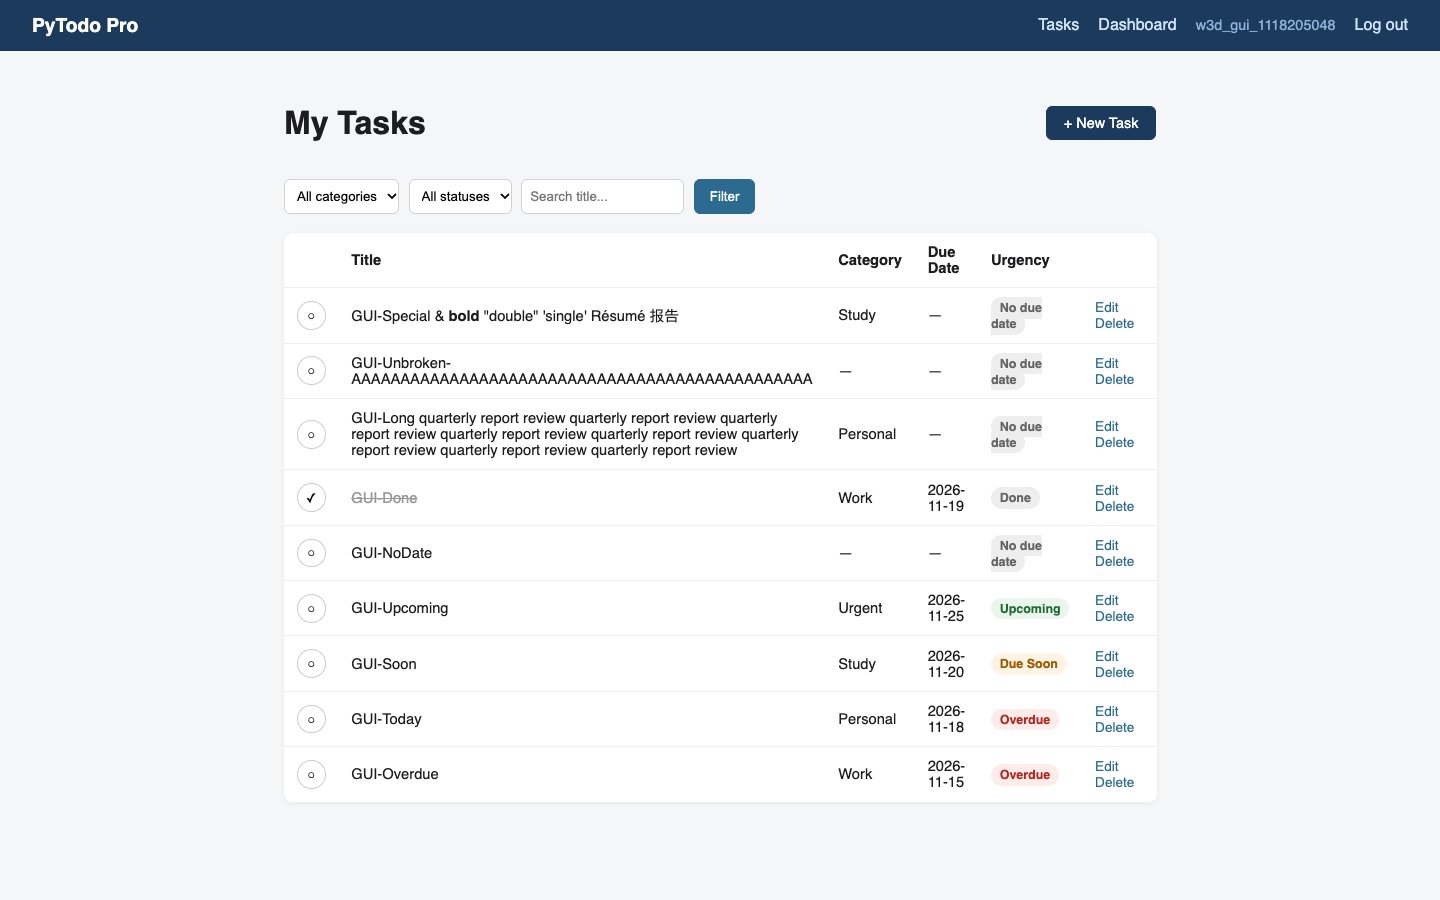 PyTodo Pro
Tasks Dashboard w3d_gui_1118205048 Log out
My Tasks
+ New Task
All categories All statuses Search title... Filter
Title Category Due Date Urgency
GUI-Special & bold "double" 'single' Résumé 报告 Study — No due date Edit Delete
GUI-Unbroken-
AAAAAAAAAAAAAAAAAAAAAAAAAAAAAAAAAAAAAAAAAAAAAAAA — — No due date Edit Delete
GUI-Long quarterly report review quarterly report review quarterly
report review quarterly report review quarterly report review quarterly
report review quarterly report review quarterly report review Personal — No due date Edit Delete
✓ GUI-Done Work 2026-11-19 Done Edit Delete
GUI-NoDate — — No due date Edit Delete
GUI-Upcoming Urgent 2026-11-25 Upcoming Edit Delete
GUI-Soon Study 2026-11-20 Due Soon Edit Delete
GUI-Today Personal 2026-11-18 Overdue Edit Delete
GUI-Overdue Work 2026-11-15 Overdue Edit Delete